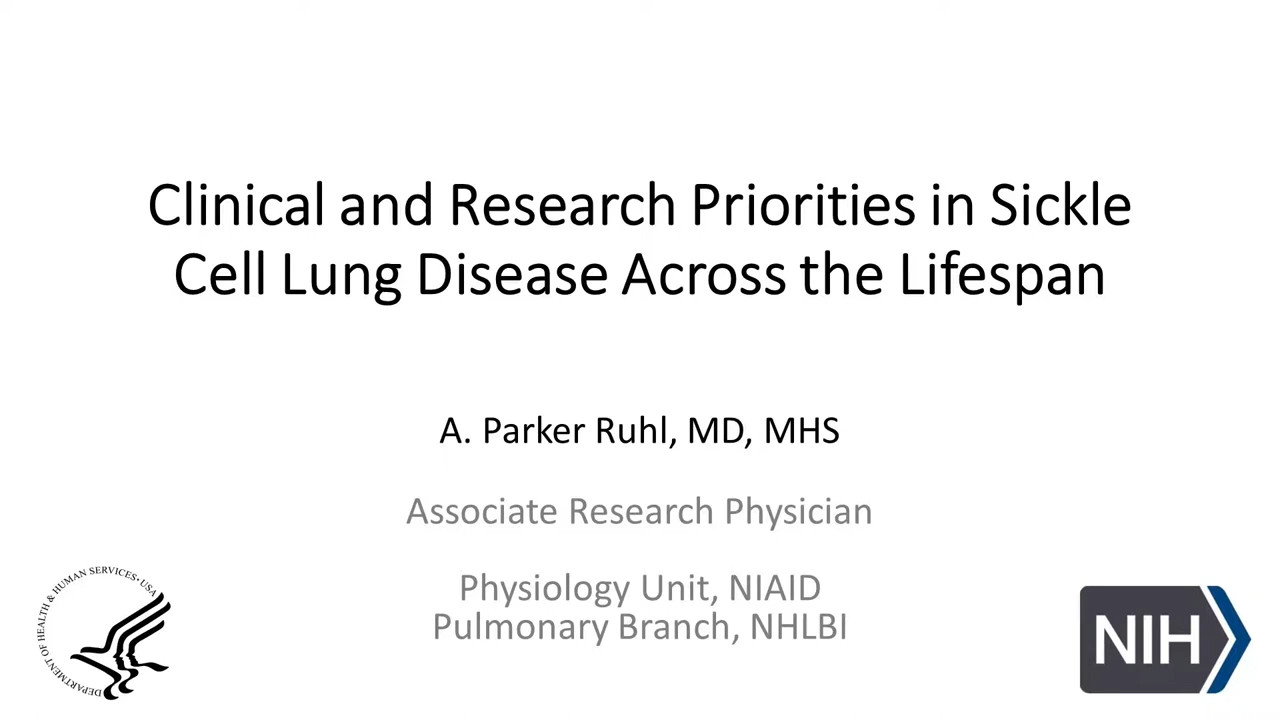 Clinical and Research Priorities in Sickle
Cell Lung Disease Across the Lifespan
A. Parker Ruhl, MD, MHS
Associate Research Physician
Physiology Unit, NIAID
Pulmonary Branch, NHLBI
DEPARTMENT OF HEALTH & HUMAN SERVICES • USA
NIH